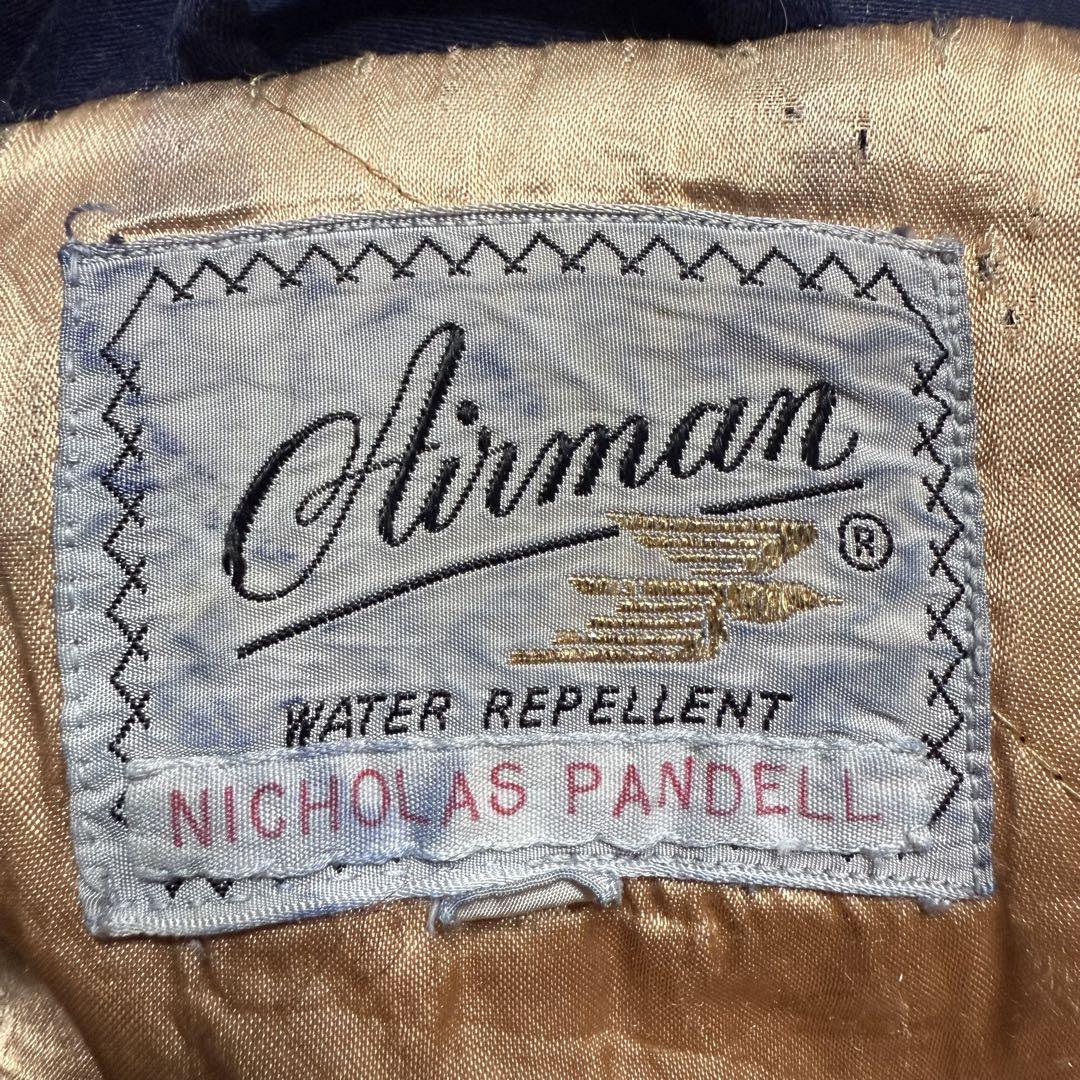 Airman
®
WATER REPELLENT
NICHOLAS PANDELL